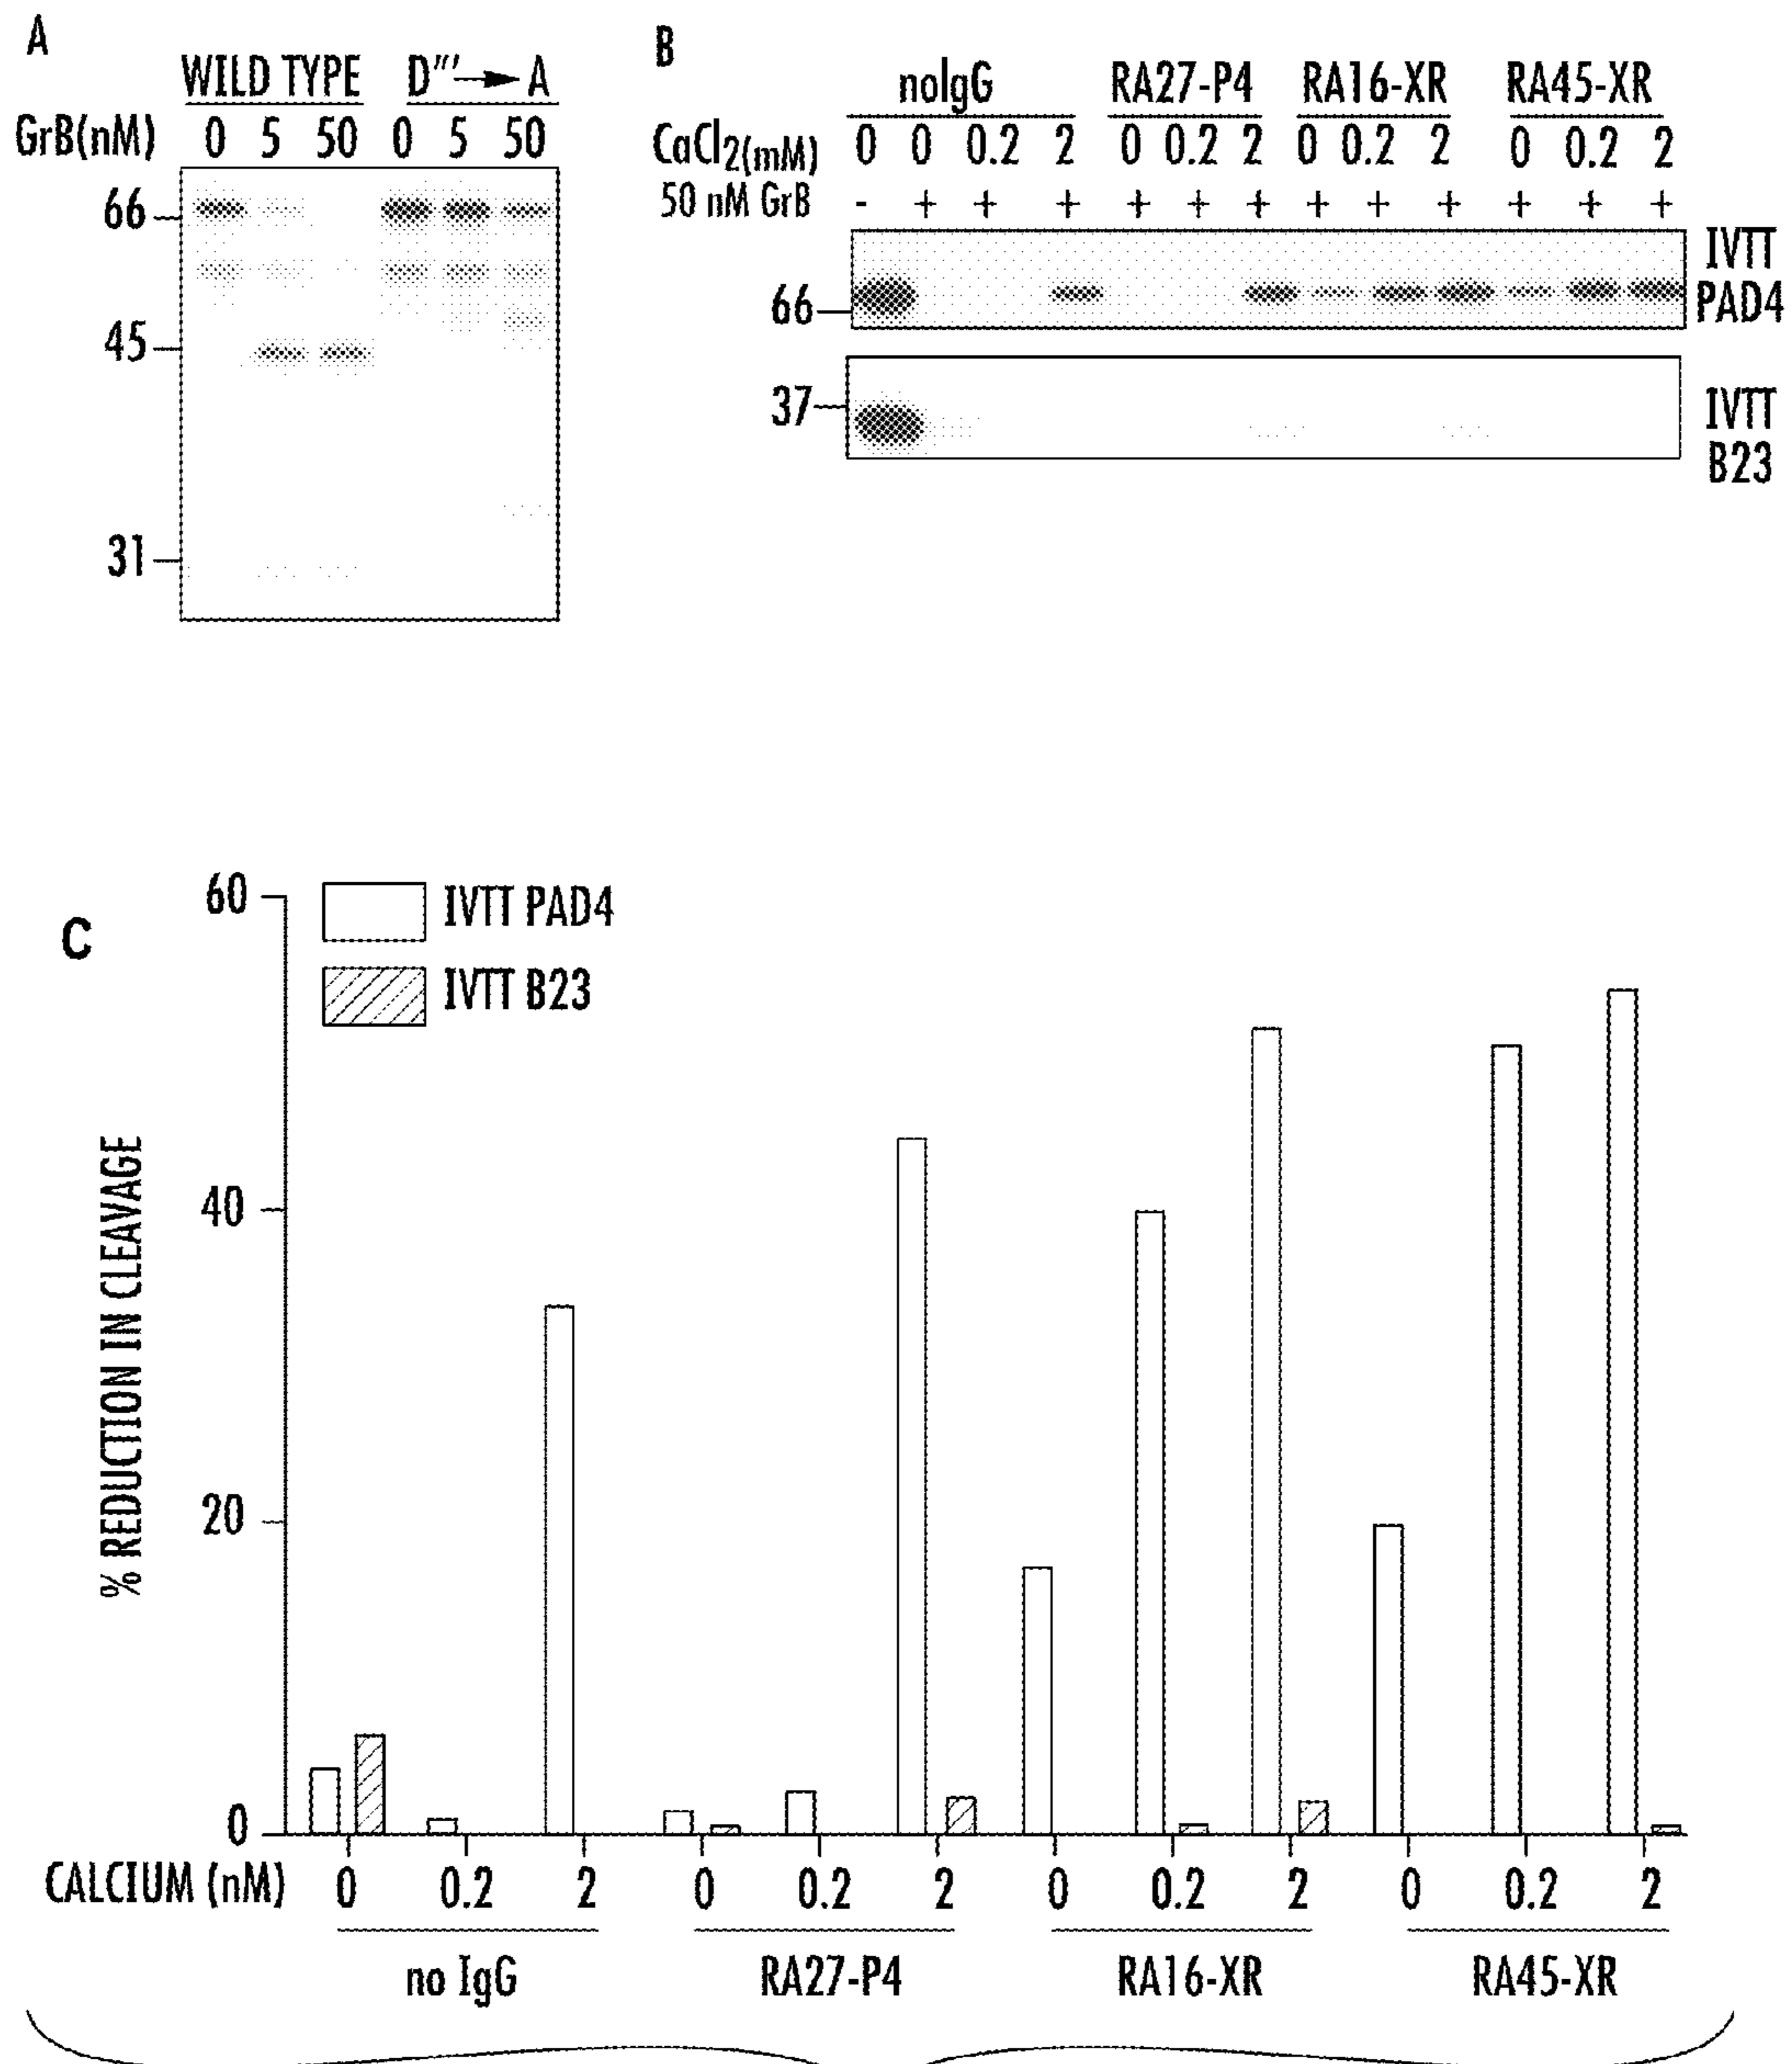 A
WILD TYPE D'''→A
GrB(nM) 0 5 50 0 5 50
66
45
31
B
noIgG RA27-P4 RA16-XR RA45-XR
CaCl2(mM) 0 0 0.2 2 0 0.2 2 0 0.2 2 0 0.2 2
50 nM GrB - + + + + + + + + + + + +
66
IVTT
PAD4
37
IVTT
B23
C
60
40
20
0
IVTT PAD4
IVTT B23
% REDUCTION IN CLEAVAGE
CALCIUM (nM) 0 0.2 2 0 0.2 2 0 0.2 2 0 0.2 2
no IgG RA27-P4 RA16-XR RA45-XR